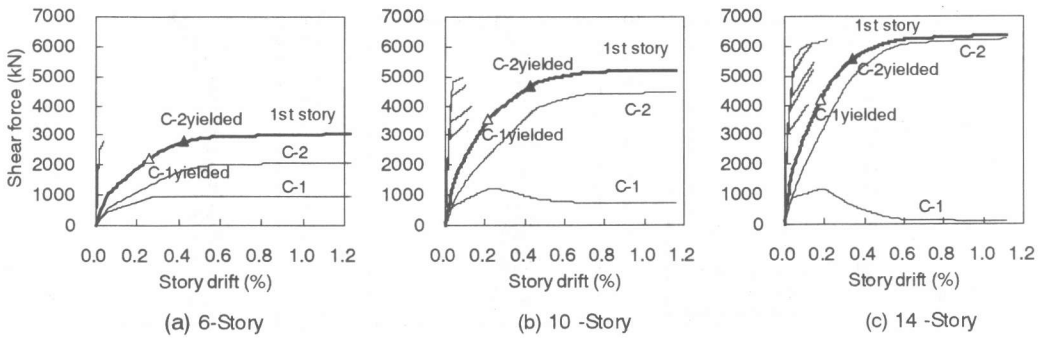 Shear force (kN)
7000
6000
5000
4000
3000
2000
1000
0
C-2yielded
1st story
C-1yielded
C-2
C-1
0.0 0.2 0.4 0.6 0.8 1.0 1.2
Story drift (%)
(a) 6-Story
7000
6000
5000
4000
3000
2000
1000
0
1st story
C-2yielded
C-2
C-1yielded
C-1
0.0 0.2 0.4 0.6 0.8 1.0 1.2
Story drift (%)
(b) 10 -Story
7000
6000
5000
4000
3000
2000
1000
0
1st story
C-2
C-2yielded
C-1yielded
C-1
0.0 0.2 0.4 0.6 0.8 1.0 1.2
Story drift (%)
(c) 14 -Story